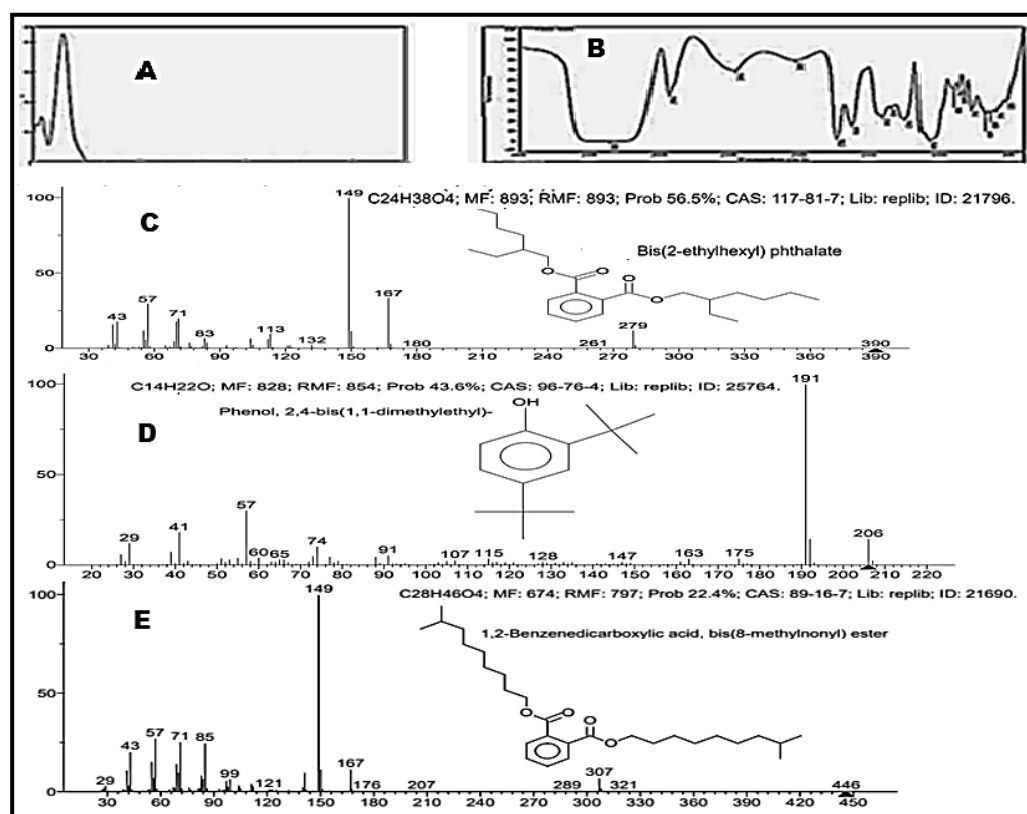 A
B
C
149
C24H38O4; MF: 893; RMF: 893; Prob 56.5%; CAS: 117-81-7; Lib: replib; ID: 21796.
Bis(2-ethylhexyl) phthalate
O
O
O
O
100
50
0
43
57
71
83
113
132
167
180
261
279
390
30 60 90 120 150 180 210 240 270 300 330 360 390
D
C14H22O; MF: 828; RMF: 854; Prob 43.6%; CAS: 96-76-4; Lib: replib; ID: 25764.
191
Phenol, 2,4-bis(1,1-dimethylethyl)-
OH
100
50
0
29
41
57
60
65
74
91
107
115
128
147
163
175
206
20 30 40 50 60 70 80 90 100 110 120 130 140 150 160 170 180 190 200 210 220
E
149
C28H46O4; MF: 674; RMF: 797; Prob 22.4%; CAS: 89-16-7; Lib: replib; ID: 21690.
1,2-Benzenedicarboxylic acid, bis(8-methylnonyl) ester
O
O
O
O
100
50
0
29
43
57
71
85
99
121
167
176
207
289
307
321
446
30 60 90 120 150 180 210 240 270 300 330 360 390 420 450